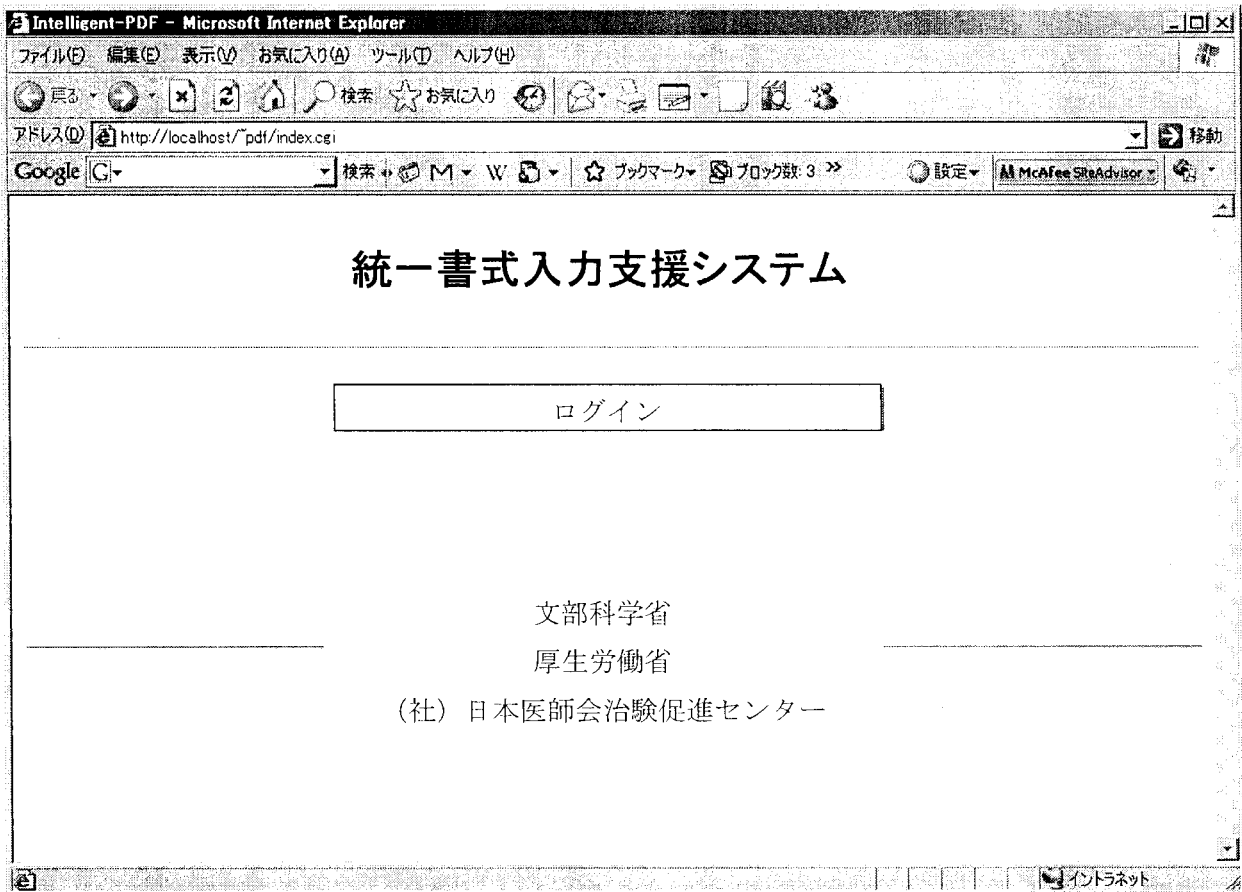 Intelligent-PDF - Microsoft Internet Explorer
ファイル(F) 編集(E) 表示(V) お気に入り(A) ツール(T) ヘルプ(H)
戻る 検索 お気に入り
アドレス(D) http://localhost/~pdf/index.cgi 移動
Google G 検索 M W ブックマーク ブロック数: 3 » 設定 McAfee SiteAdvisor
統一書式入力支援システム
ログイン
文部科学省
厚生労働省
（社）日本医師会治験促進センター
イントラネット